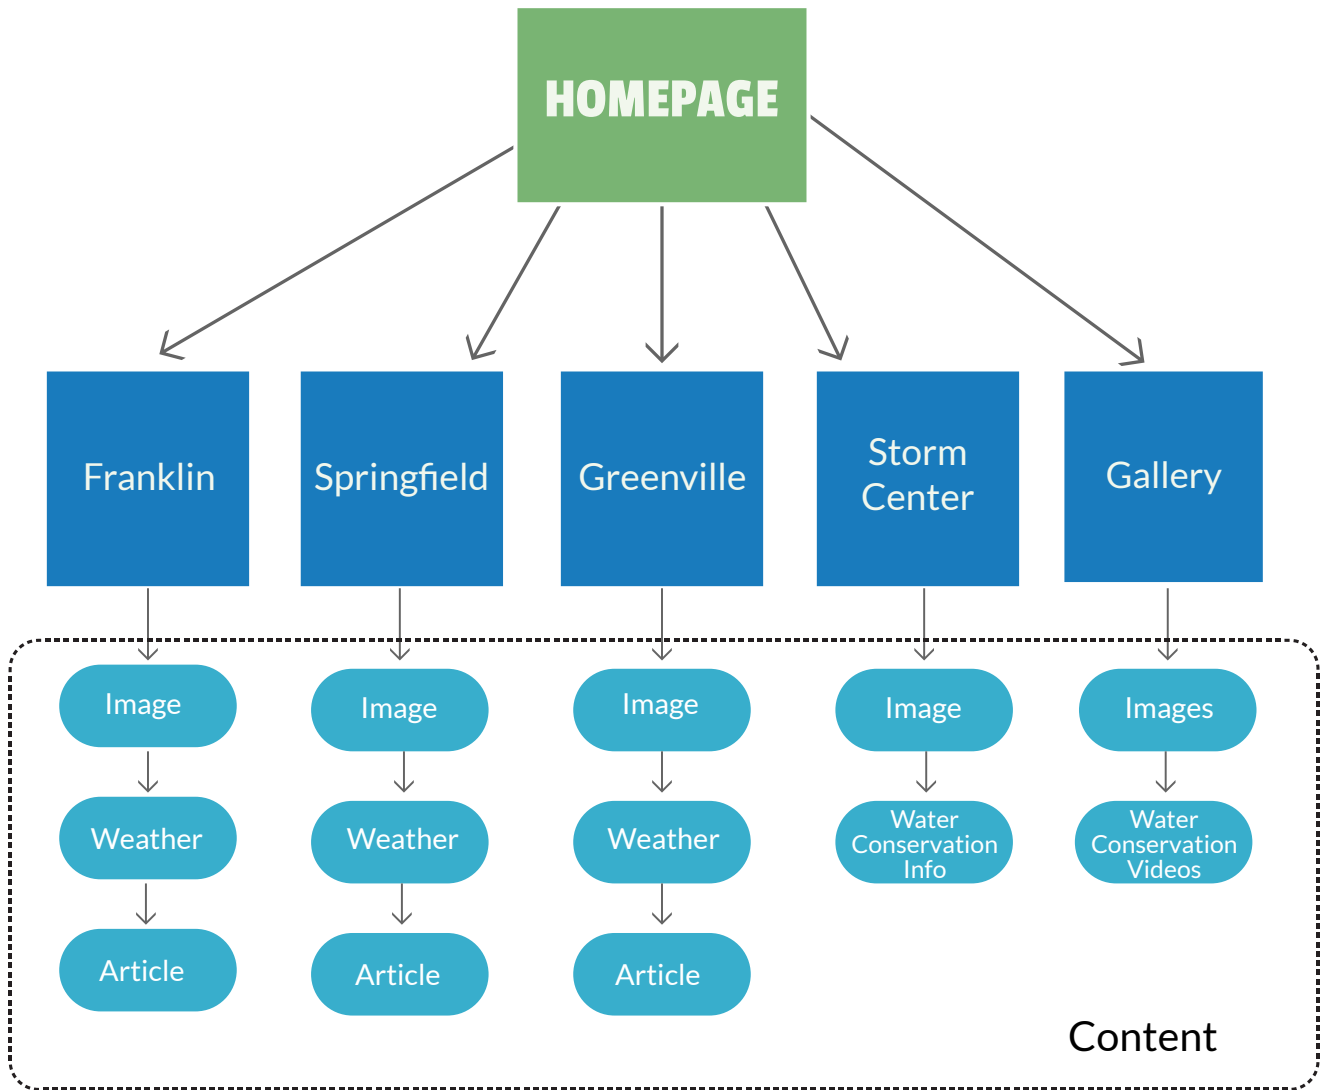 HOMEPAGE
Franklin
Springfield
Greenville
Storm
Center
Gallery
Image
Image
Image
Image
Images
Weather
Weather
Weather
Water
Conservation
Info
Water
Conservation
Videos
Article
Article
Article
Content